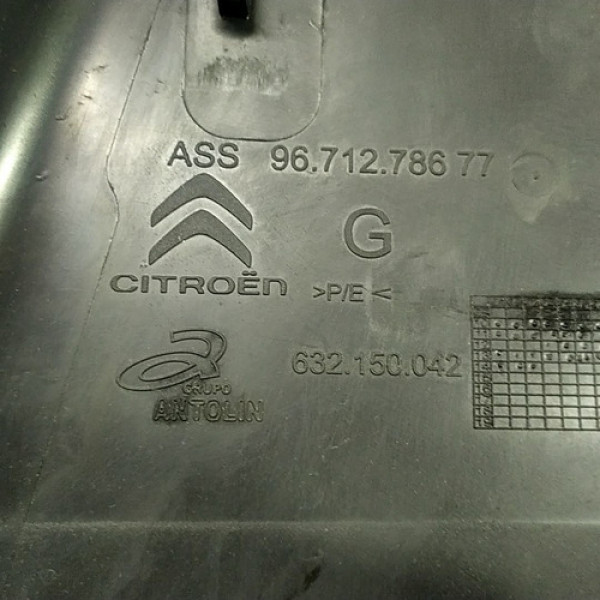 ASS 96.712.786 77
G
CITROËN >P/E<
632.150.042
GRUPO
ANTOLIN